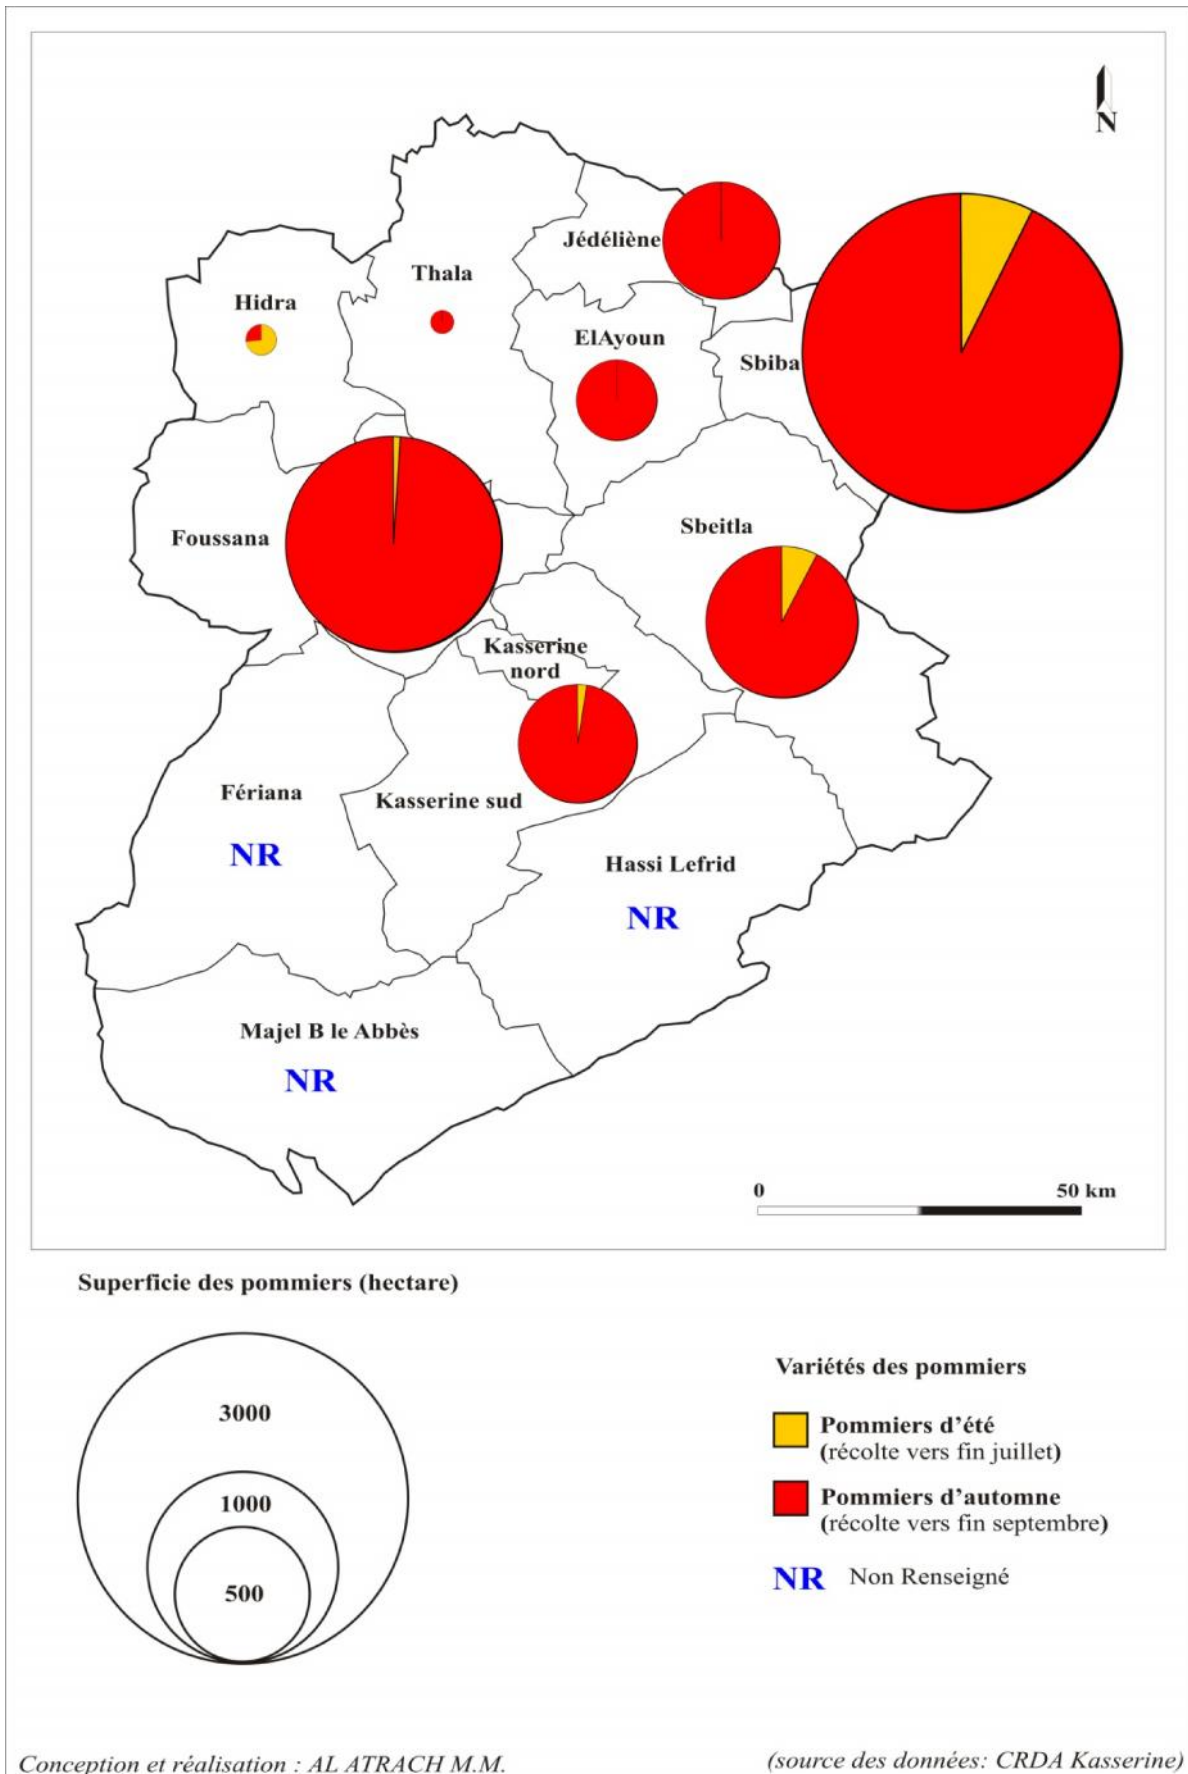 N
Jédéliène
Thala
Hidra
ElAyoun
Sbiba
Foussana
Sbeitla
Kasserine
nord
Fériana
NR
Kasserine sud
Hassi Lefrid
NR
Majel B le Abbès
NR
0 50 km
Superficie des pommiers (hectare)
3000
1000
500
Variétés des pommiers
Pommiers d'été
(récolte vers fin juillet)
Pommiers d'automne
(récolte vers fin septembre)
NR Non Renseigné
Conception et réalisation : AL ATRACH M.M.
(source des données: CRDA Kasserine)